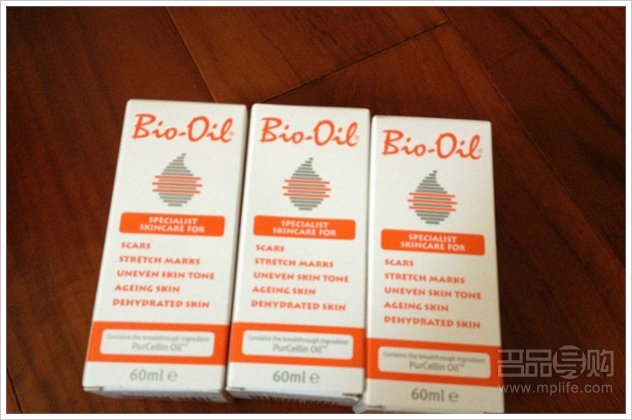 Bio-Oil®
SPECIALIST
SKINCARE FOR
SCARS
STRETCH MARKS
UNEVEN SKIN TONE
AGEING SKIN
DEHYDRATED SKIN
Contains the breakthrough ingredient
PurCellin Oil™
60ml e
Bio-Oil®
SPECIALIST
SKINCARE FOR
SCARS
STRETCH MARKS
UNEVEN SKIN TONE
AGEING SKIN
DEHYDRATED SKIN
Contains the breakthrough ingredient
PurCellin Oil™
60ml e
Bio-Oil®
SPECIALIST
SKINCARE FOR
SCARS
STRETCH MARKS
UNEVEN SKIN TONE
AGEING SKIN
DEHYDRATED SKIN
Contains the breakthrough ingredient
PurCellin Oil™
60ml e
名品导购
www.mplife.com